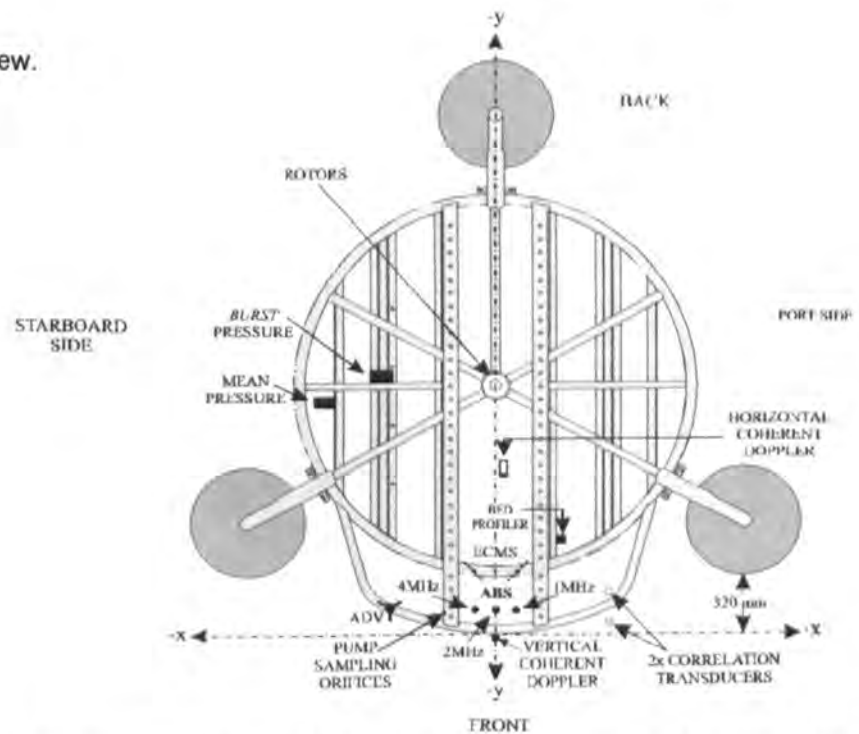 ew.
-y
BACK
ROTORS
STARBOARD
SIDE
BURST
PRESSURE
PORT SIDE
MEAN
PRESSURE
HORIZONTAL
COHERENT
DOPPLER
BED
PROFILER
ECMS
ABS
4MHz
1MHz
320 mm
ADV
-x
-x
PUMP
SAMPLING
ORIFICES
2MHz
VERTICAL
COHERENT
DOPPLER
2x CORRELATION
TRANSDUCERS
-y
FRONT